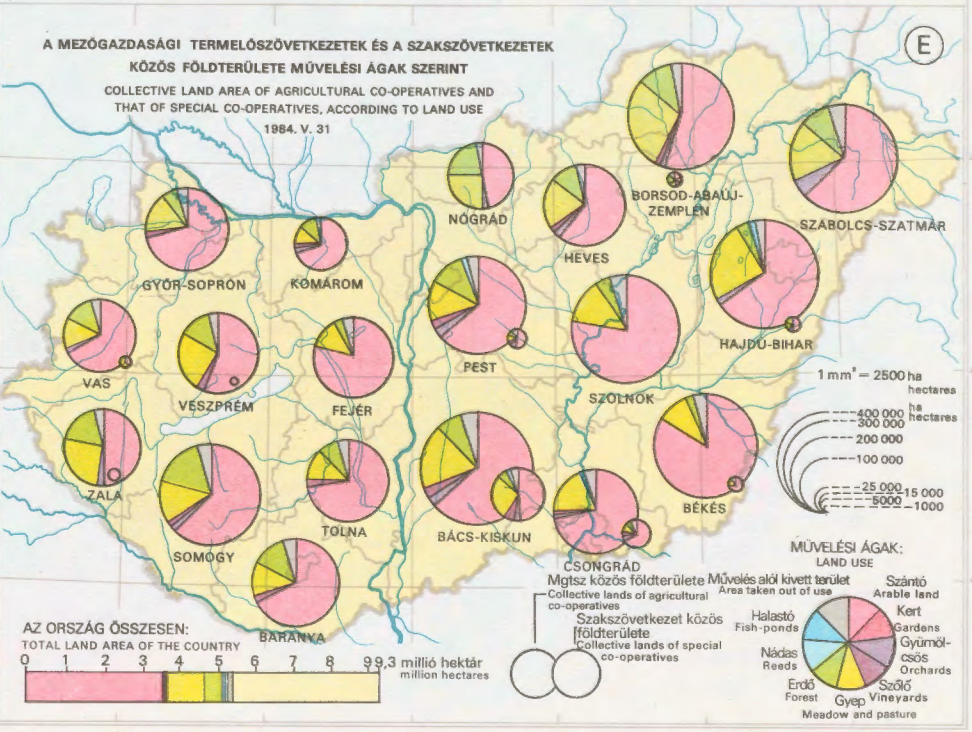 A MEZŐGAZDASÁGI TERMELŐSZÖVETKEZETEK ÉS A SZAKSZÖVETKEZETEK
KÖZÖS FÖLDTERÜLETE MŰVELÉSI ÁGAK SZERINT
COLLECTIVE LAND AREA OF AGRICULTURAL CO-OPERATIVES AND
THAT OF SPECIAL CO-OPERATIVES, ACCORDING TO LAND USE
1984. V. 31
E
NÓGRÁD
BORSOD-ABAÚJ-
ZEMPLÉN
SZABOLCS-SZATMÁR
HEVES
GYŐR-SOPRON
KOMÁROM
HAJDU-BIHAR
PEST
VAS
VESZPRÉM
FEJÉR
SZOLNOK
ZALA
SOMOGY
TOLNA
BÁCS-KISKUN
BÉKÉS
CSONGRÁD
BARANYA
1 mm² = 2500 ha
hectares
400 000 ha
hectares
300 000
200 000
100 000
25 000
15 000
5000
1000
MŰVELÉSI ÁGAK:
LAND USE
Művelés alól kivett terület
Area taken out of use
Szántó
Arable land
Kert
Gardens
Gyümöl-
csös
Orchards
Szőlő
Vineyards
Gyep
Meadow and pasture
Erdő
Forest
Nádas
Reeds
Halastó
Fish-ponds
Mgtsz közös földterülete
Collective lands of agricultural
co-operatives
Szakszövetkezet közös
földterülete
Collective lands of special
co-operatives
AZ ORSZÁG ÖSSZESEN:
TOTAL LAND AREA OF THE COUNTRY
0 1 2 3 4 5 6 7 8 9 9,3 millió hektár
million hectares